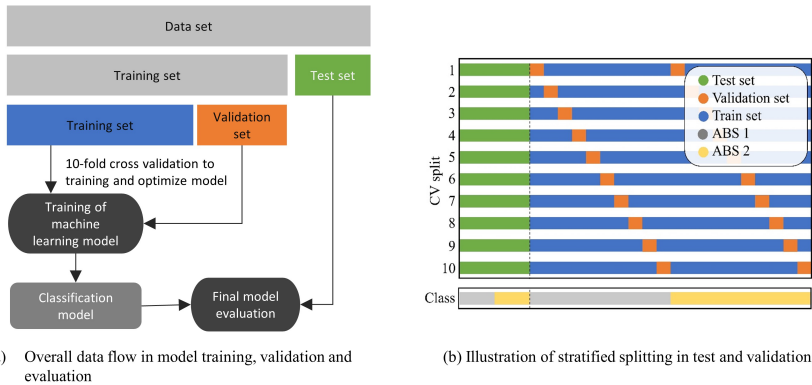 Data set
Training set
Test set
Training set
Validation
set
10-fold cross validation to
training and optimize model
Training of
machine
learning model
Classification
model
Final model
evaluation
) Overall data flow in model training, validation and
evaluation
CV split
1
2
3
4
5
6
7
8
9
10
Class
Test set
Validation set
Train set
ABS 1
ABS 2
(b) Illustration of stratified splitting in test and validation